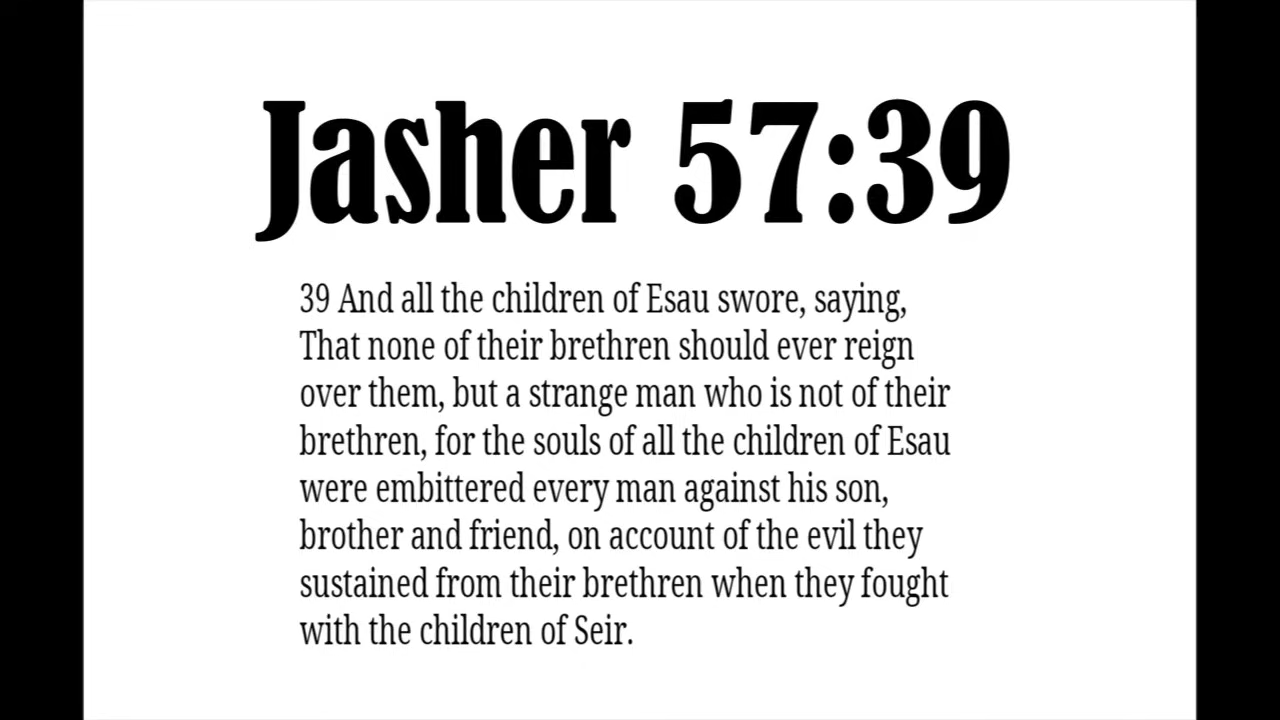 Jasher 57:39
39 And all the children of Esau swore, saying,
That none of their brethren should ever reign
over them, but a strange man who is not of their
brethren, for the souls of all the children of Esau
were embittered every man against his son,
brother and friend, on account of the evil they
sustained from their brethren when they fought
with the children of Seir.